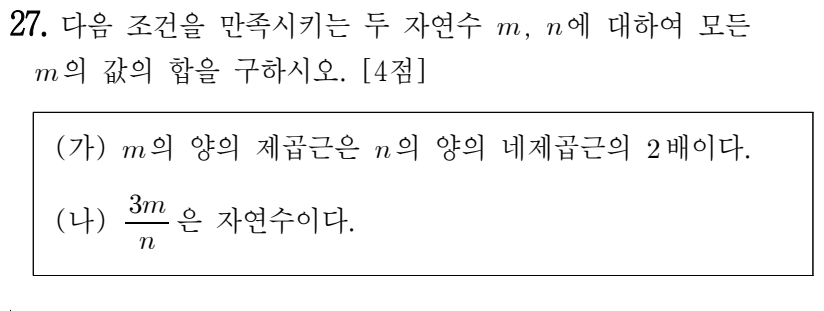 27. 다음 조건을 만족시키는 두 자연수 m, n에 대하여 모든
m의 값의 합을 구하시오. [4점]
(가) m의 양의 제곱근은 n의 양의 네제곱근의 2배이다.
(나) 3m/n 은 자연수이다.